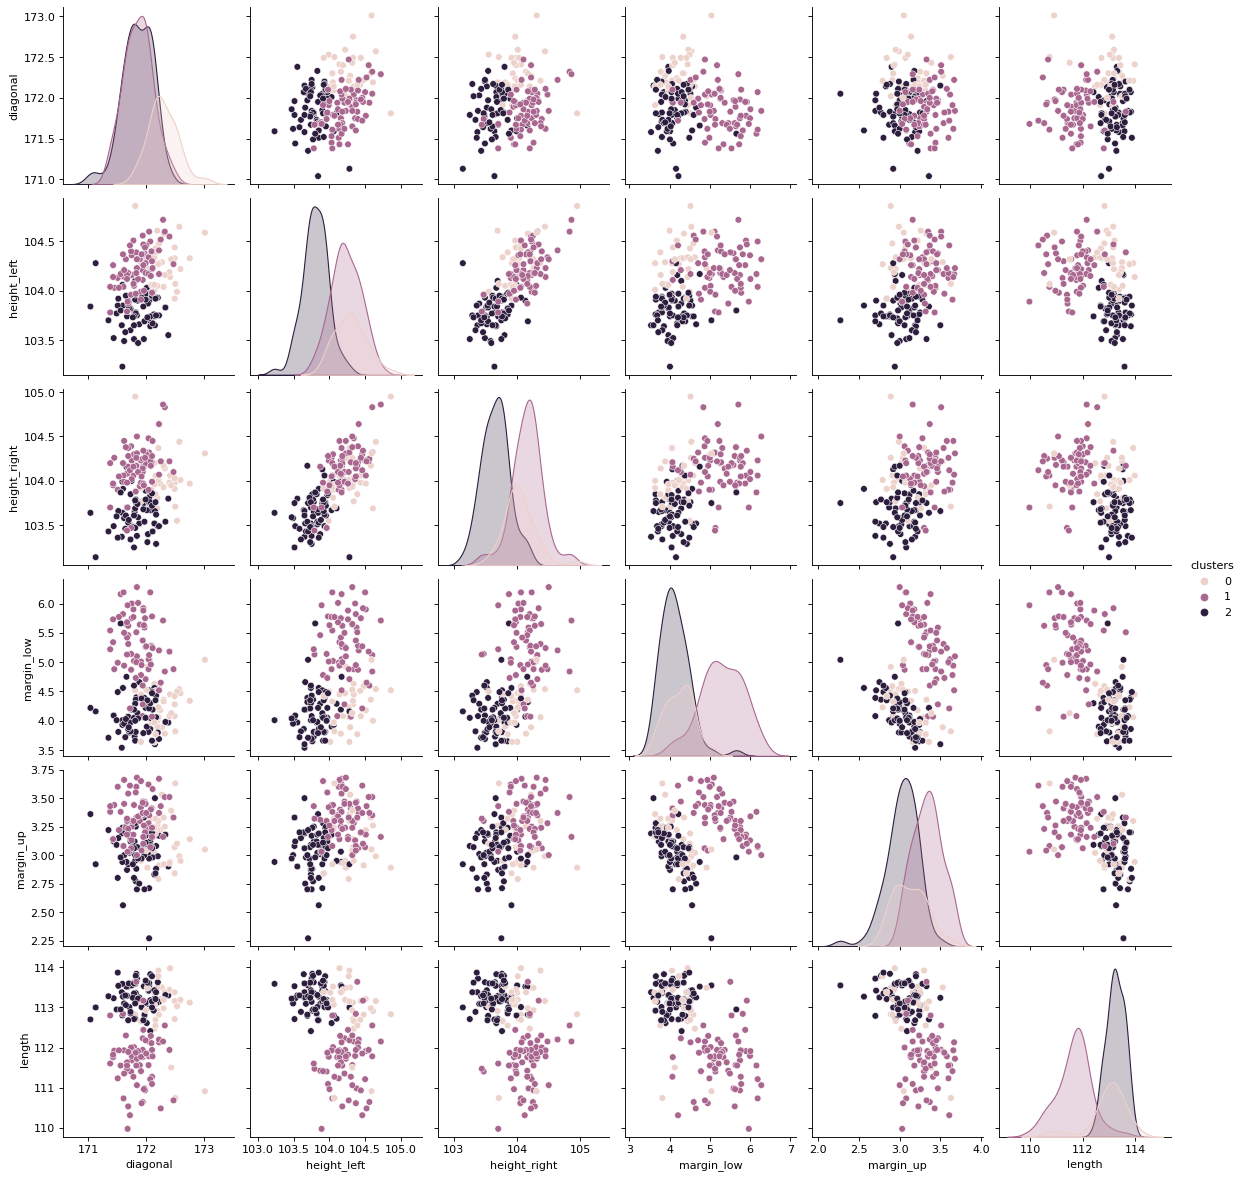 173.0
172.5
172.0
171.5
171.0
diagonal
104.5
104.0
103.5
height_left
105.0
104.5
104.0
103.5
height_right
6.0
5.5
5.0
4.5
4.0
3.5
margin_low
clusters
0
1
2
3.75
3.50
3.25
3.00
2.75
2.50
2.25
margin_up
114
113
112
111
110
length
171 172 173
diagonal
103.0 103.5 104.0 104.5 105.0
height_left
103 104 105
height_right
3 4 5 6 7
margin_low
2.0 2.5 3.0 3.5 4.0
margin_up
110 112 114
length